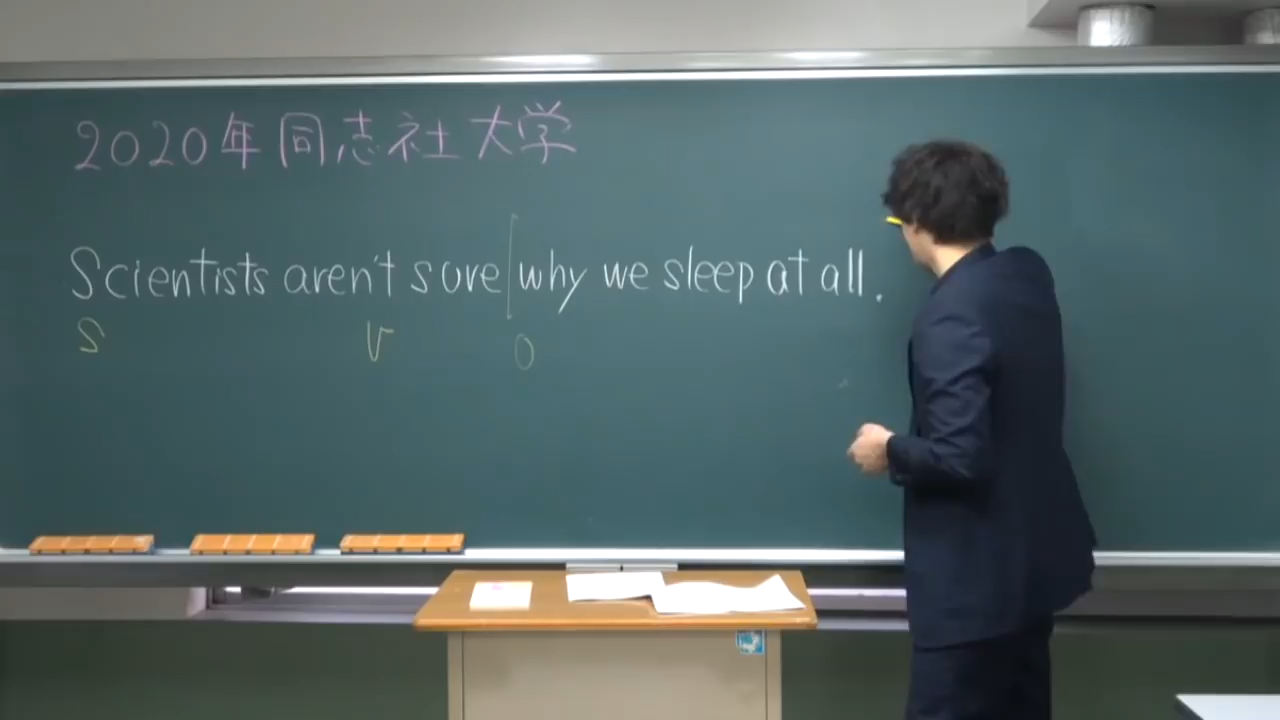 2020年同志社大学
Scientists aren't sure why we sleep at all.
S V O